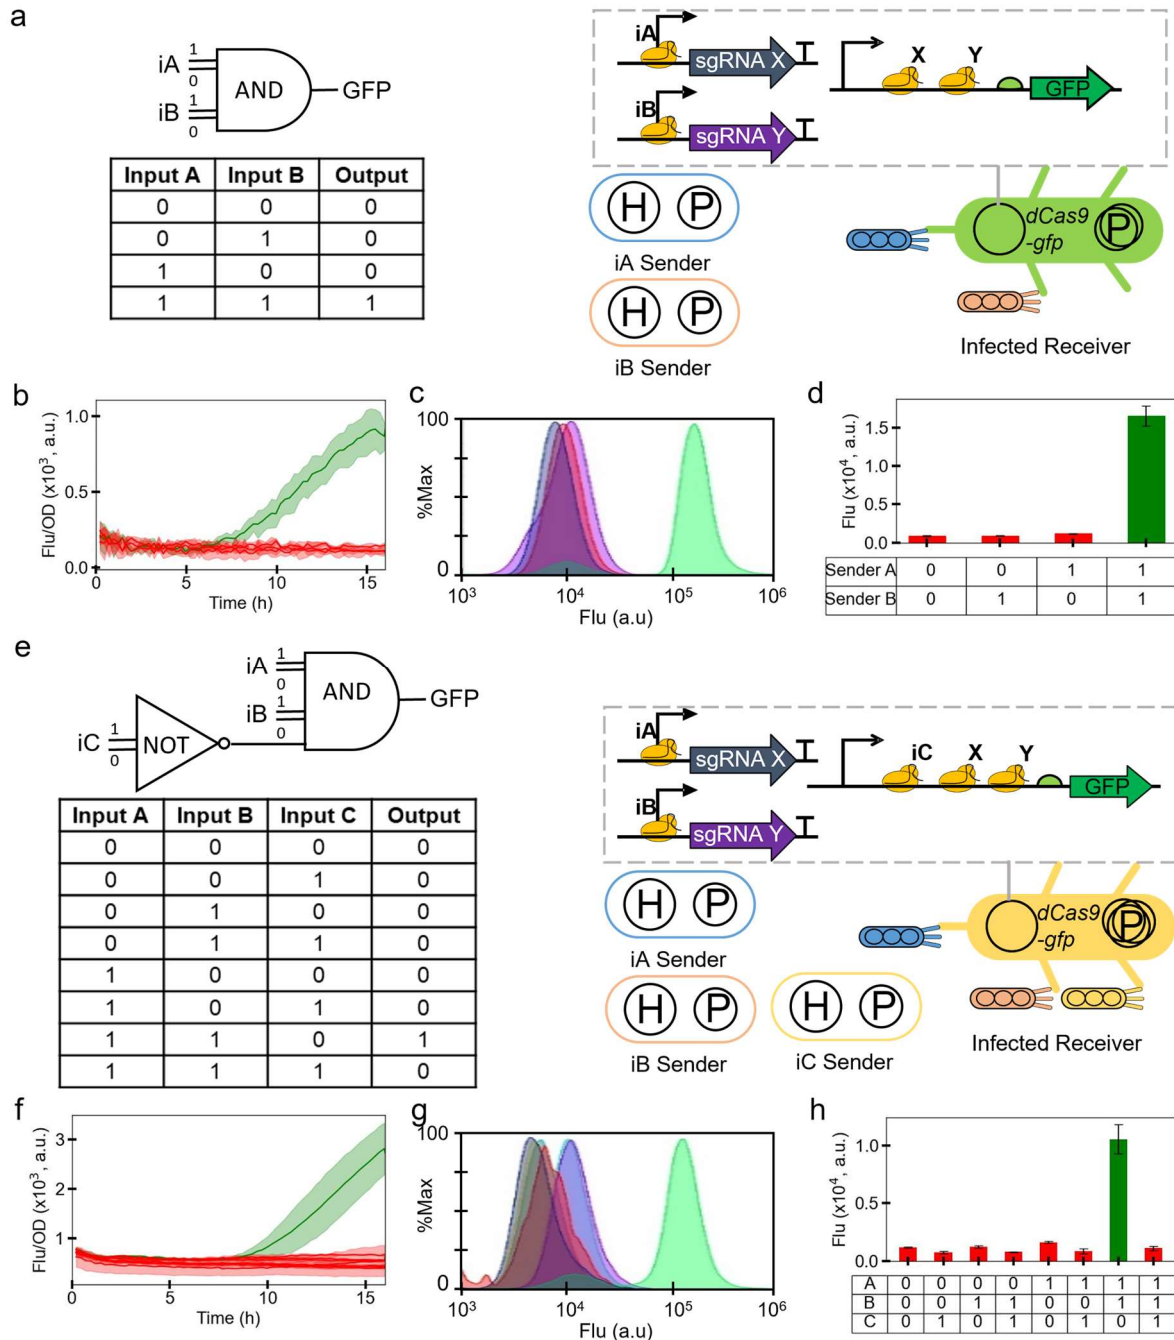 a
iA 1 0
iB 1 0
AND
GFP
Input A Input B Output
0 0 0
0 1 0
1 0 0
1 1 1
iA
sgRNA X
iB
sgRNA Y
X Y
GFP
H P
iA Sender
H P
iB Sender
dCas9
-gfp
P
Infected Receiver
b
Flu/OD (x10³, a.u.)
1.0
0.5
0.0
0 5 10 15
Time (h)
c
%Max
100
0
10³ 10⁴ 10⁵ 10⁶
Flu (a.u)
d
Flu (x10⁴, a.u.)
1.5
1.0
0.5
0.0
Sender A 0 0 1 1
Sender B 0 1 0 1
e
iA 1 0
iB 1 0
AND
GFP
iC 1 0
NOT
Input A Input B Input C Output
0 0 0 0
0 0 1 0
0 1 0 0
0 1 1 0
1 0 0 0
1 0 1 0
1 1 0 1
1 1 1 0
iA
sgRNA X
iB
sgRNA Y
iC X Y
GFP
H P
iA Sender
H P
iB Sender
H P
iC Sender
dCas9
-gfp
P
Infected Receiver
f
Flu/OD (x10³, a.u.)
3
2
1
0 5 10 15
Time (h)
g
%Max
100
0
10³ 10⁴ 10⁵ 10⁶
Flu (a.u)
h
Flu (x10⁴, a.u.)
1.0
0.5
0.0
A 0 0 0 0 1 1 1 1
B 0 0 1 1 0 0 1 1
C 0 1 0 1 0 1 0 1